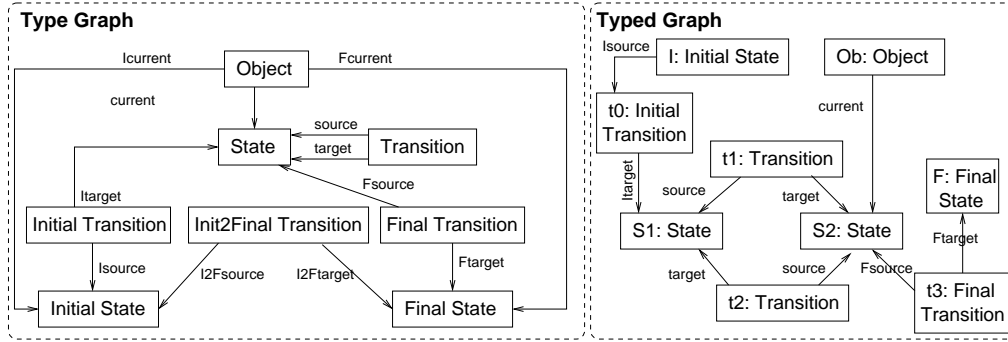 Type Graph
Icurrent
Fcurrent
Object
current
source
State
target
Transition
Fsource
Itarget
Initial Transition
Init2Final Transition
Final Transition
Isource
I2Fsource
I2Ftarget
Ftarget
Initial State
Final State
Typed Graph
Isource
I: Initial State
Ob: Object
t0: Initial
Transition
current
Itarget
t1: Transition
source
target
F: Final
State
S1: State
S2: State
Ftarget
target
source
Fsource
t2: Transition
t3: Final
Transition